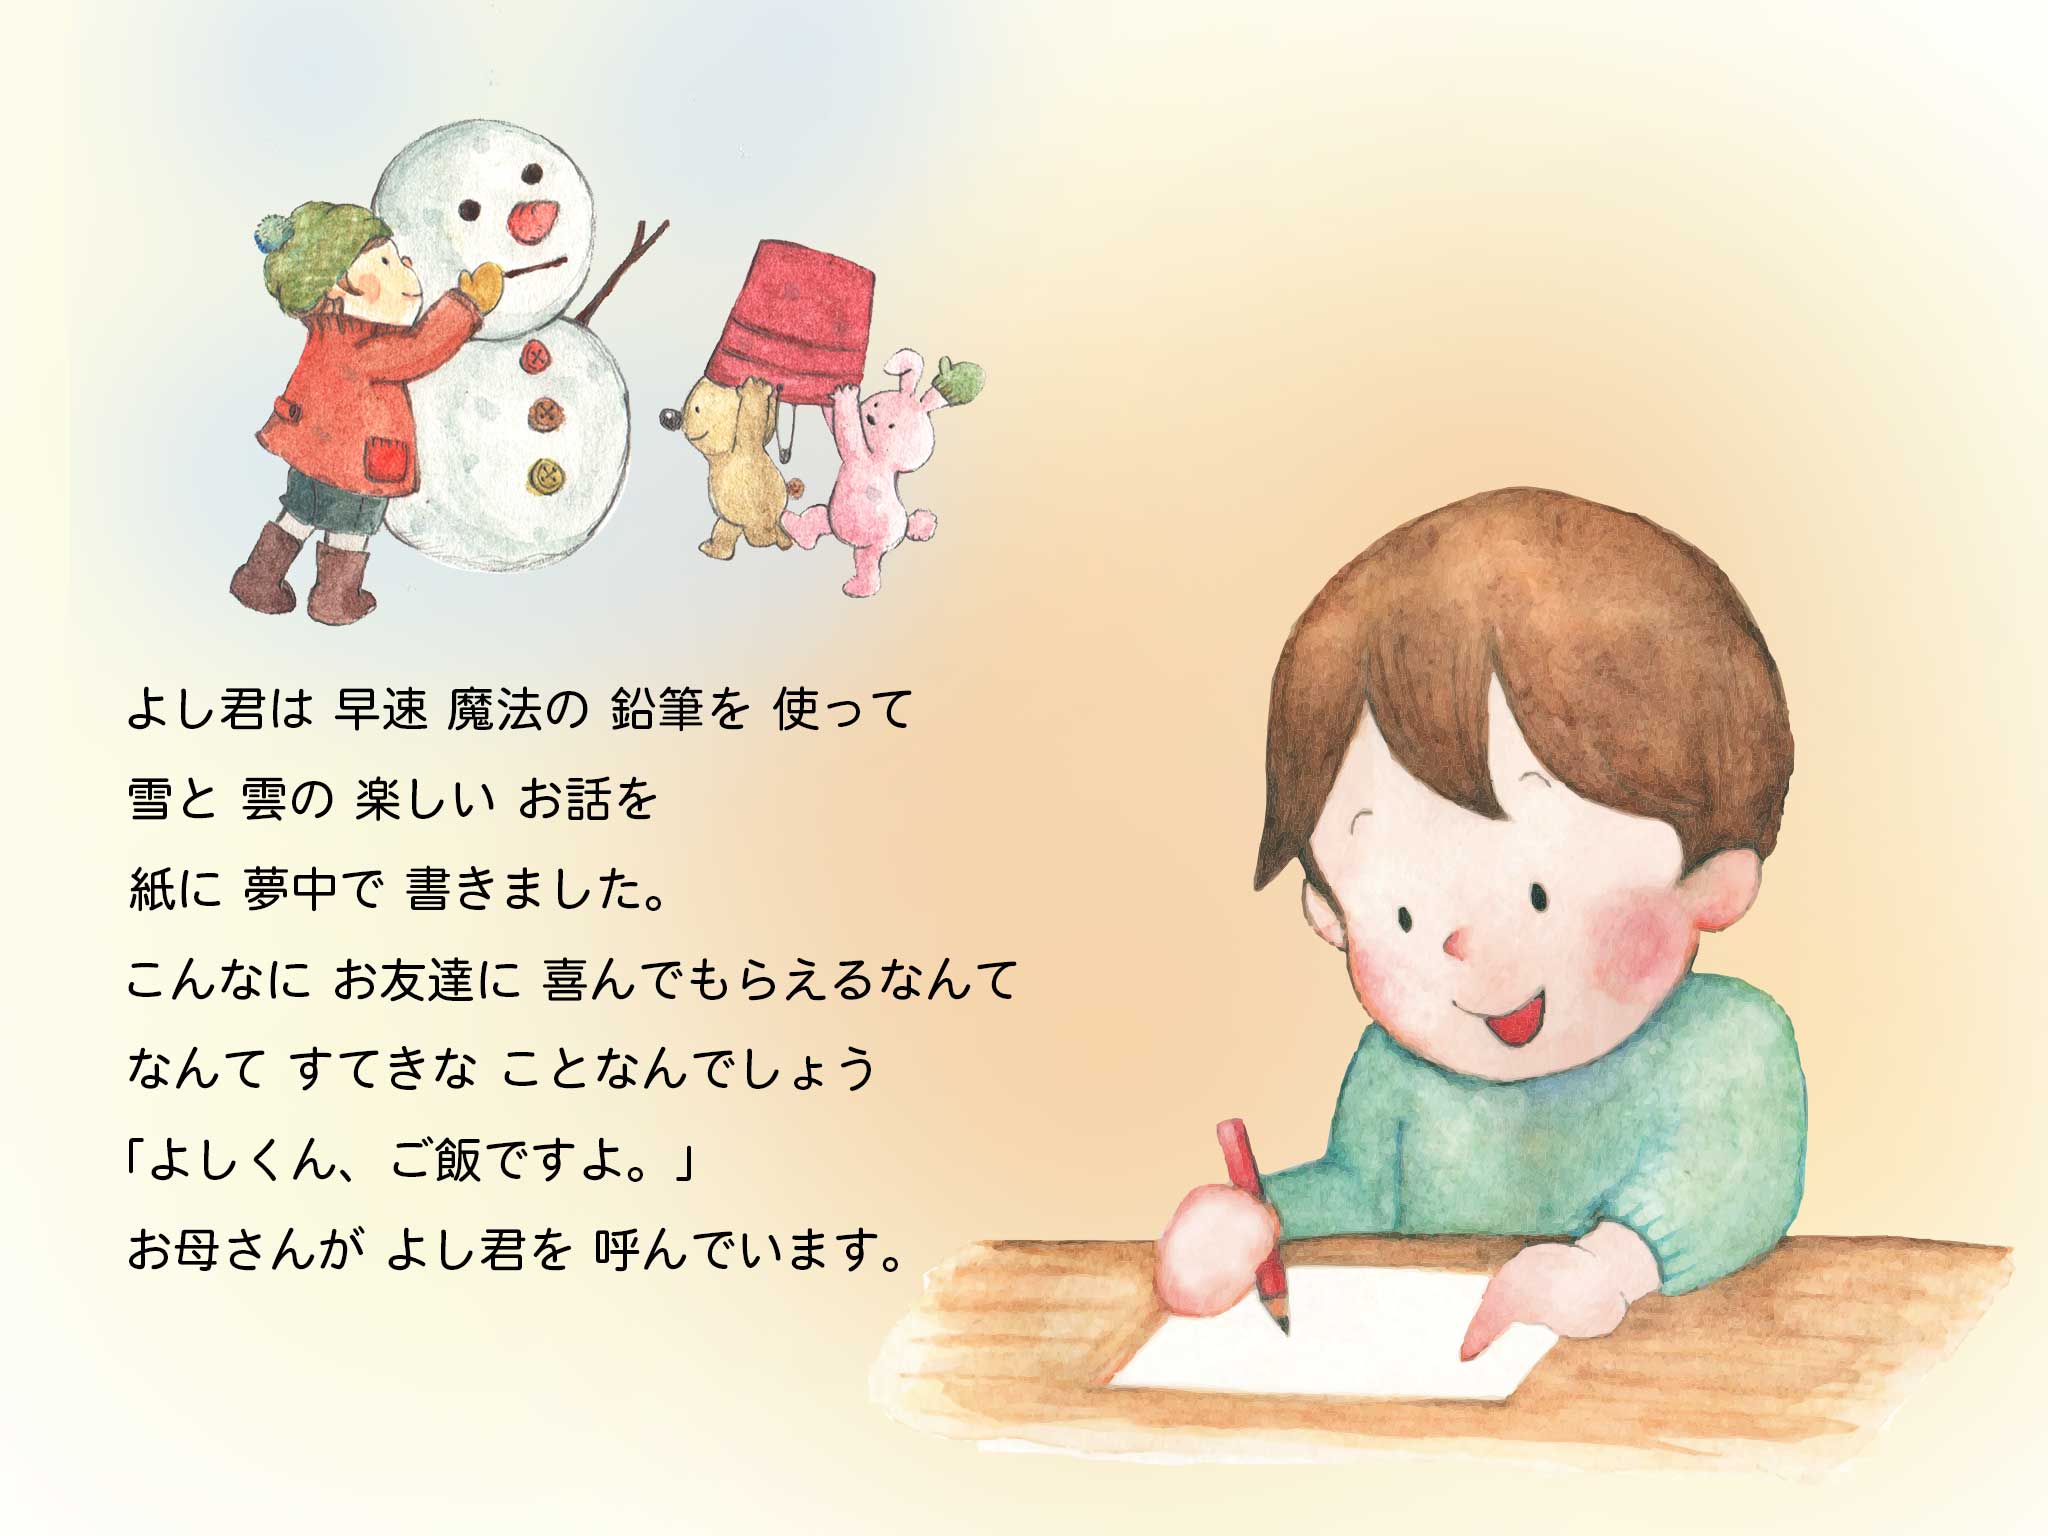 よし君は 早速 魔法の 鉛筆を 使って
雪と 雲の 楽しい お話を
紙に 夢中で 書きました。
こんなに お友達に 喜んでもらえるなんて
なんて すてきな ことなんでしょう
「よしくん、ご飯ですよ。」
お母さんが よし君を 呼んでいます。